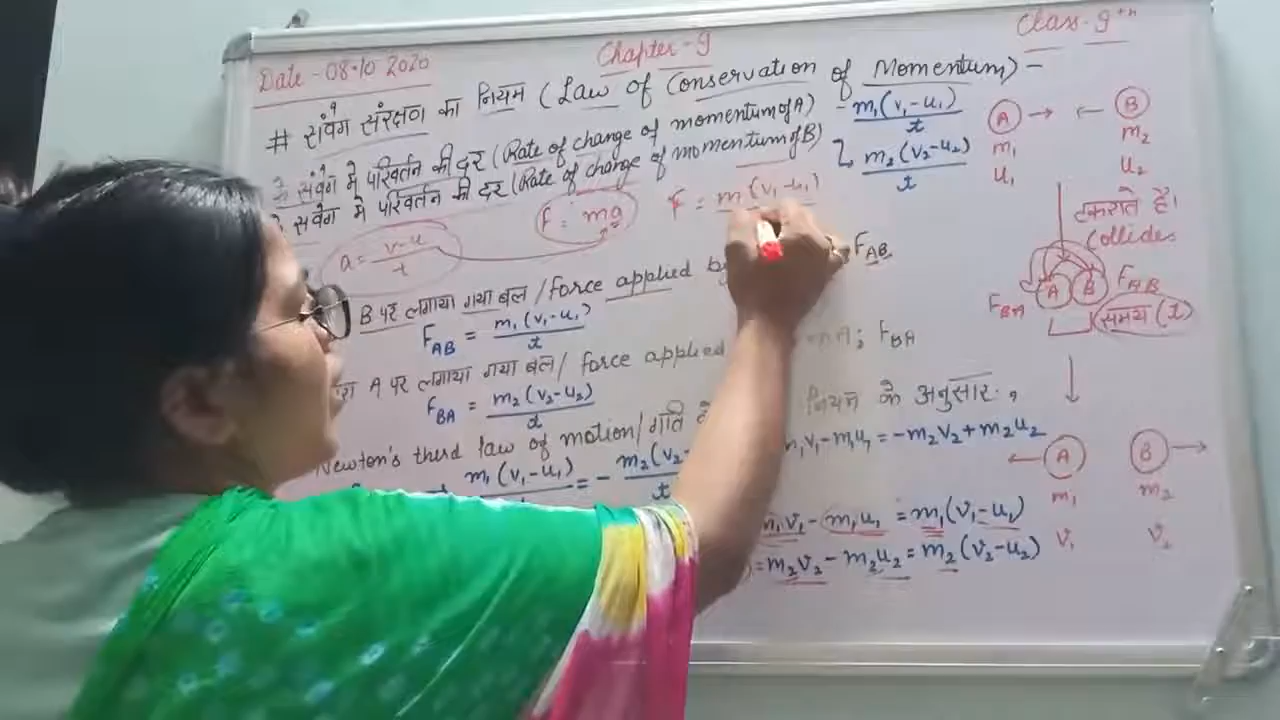 Date - 08-10 2020
Chapter-9
Class-9th
# संवेग संरक्षण का नियम (Law of Conservation of Momentum) -
के संवेग मे परिवर्तन की दर (Rate of change of momentum of A) - m₁(v₁-u₁)/t
संवेग मे परिवर्तन की दर (Rate of change of momentum of B) m₂(v₂-u₂)/t
F = ma
F = m(v₁-u₁)
a = v-u/t
B पर लगाया गया बल / force applied F_AB
F_AB = m₁(v₁-u₁)/t
A पर लगाया गया बल / force applied A; F_BA
F_BA = m₂(v₂-u₂)/t
Newton's third law of motion/गति नियम के अनुसार,
m₁(v₁-u₁) = - m₂(v₂- t
v₁-m₁u₁ = -m₂v₂+m₂u₂
m₁v₁ - m₁u₁ = m₁(v₁-u₁)
= m₂v₂ - m₂u₂ = m₂(v₂-u₂)
A → ← B
m₁ m₂
u₁ u₂
टकराते है।
Collides
F_BA A B F_AB
समय (t)
← A B →
m₁ m₂
v₁ v₂